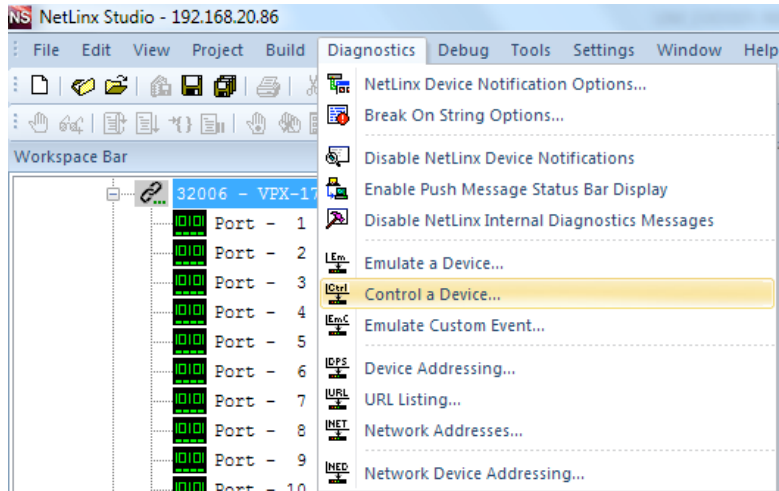 NS NetLinx Studio - 192.168.20.86
File Edit View Project Build Diagnostics Debug Tools Settings Window Help
NetLinx Device Notification Options...
Break On String Options...
Workspace Bar
Disable NetLinx Device Notifications
32006 - VPX-17
Enable Push Message Status Bar Display
Port - 1
Disable NetLinx Internal Diagnostics Messages
Port - 2
Emulate a Device...
Port - 3
Control a Device...
Port - 4
Emulate Custom Event...
Port - 5
Port - 6
Device Addressing...
Port - 7
URL Listing...
Port - 8
Network Addresses...
Port - 9
Network Device Addressing...
Port - 10